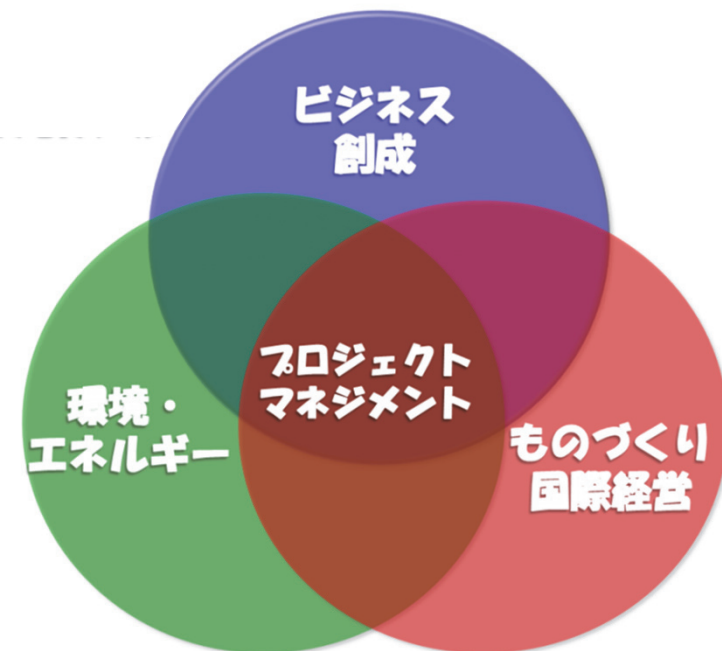 ビジネス
創成
プロジェクト
マネジメント
環境・
エネルギー
ものづくり
国際経営